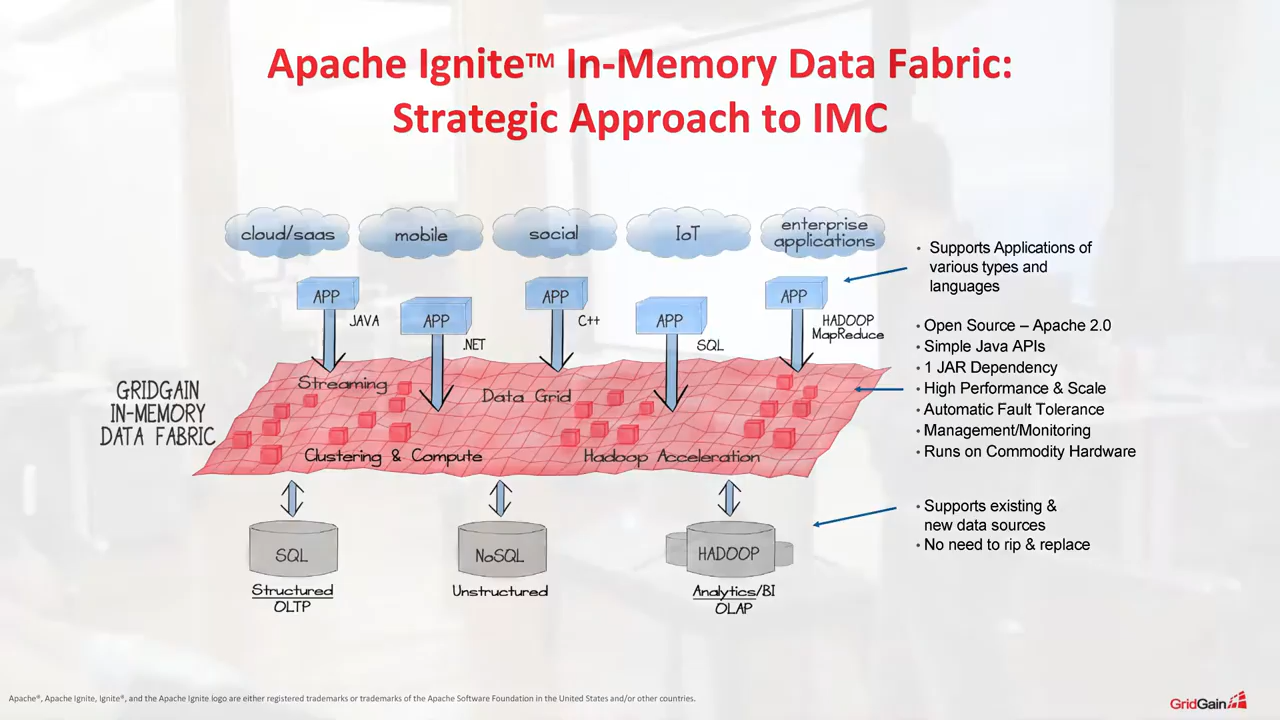 Apache Ignite™ In-Memory Data Fabric:
Strategic Approach to IMC
cloud/saas
mobile
social
IoT
enterprise
applications
APP
JAVA
APP
.NET
APP
C++
APP
SQL
APP
HADOOP
MapReduce
GRIDGAIN
IN-MEMORY
DATA FABRIC
Streaming
Data Grid
Clustering & Compute
Hadoop Acceleration
SQL
NoSQL
HADOOP
Structured
OLTP
Unstructured
Analytics/BI
OLAP
• Supports Applications of
various types and
languages
• Open Source – Apache 2.0
• Simple Java APIs
• 1 JAR Dependency
• High Performance & Scale
• Automatic Fault Tolerance
• Management/Monitoring
• Runs on Commodity Hardware
• Supports existing &
new data sources
• No need to rip & replace
Apache®, Apache Ignite, Ignite®, and the Apache Ignite logo are either registered trademarks or trademarks of the Apache Software Foundation in the United States and/or other countries.
GridGain